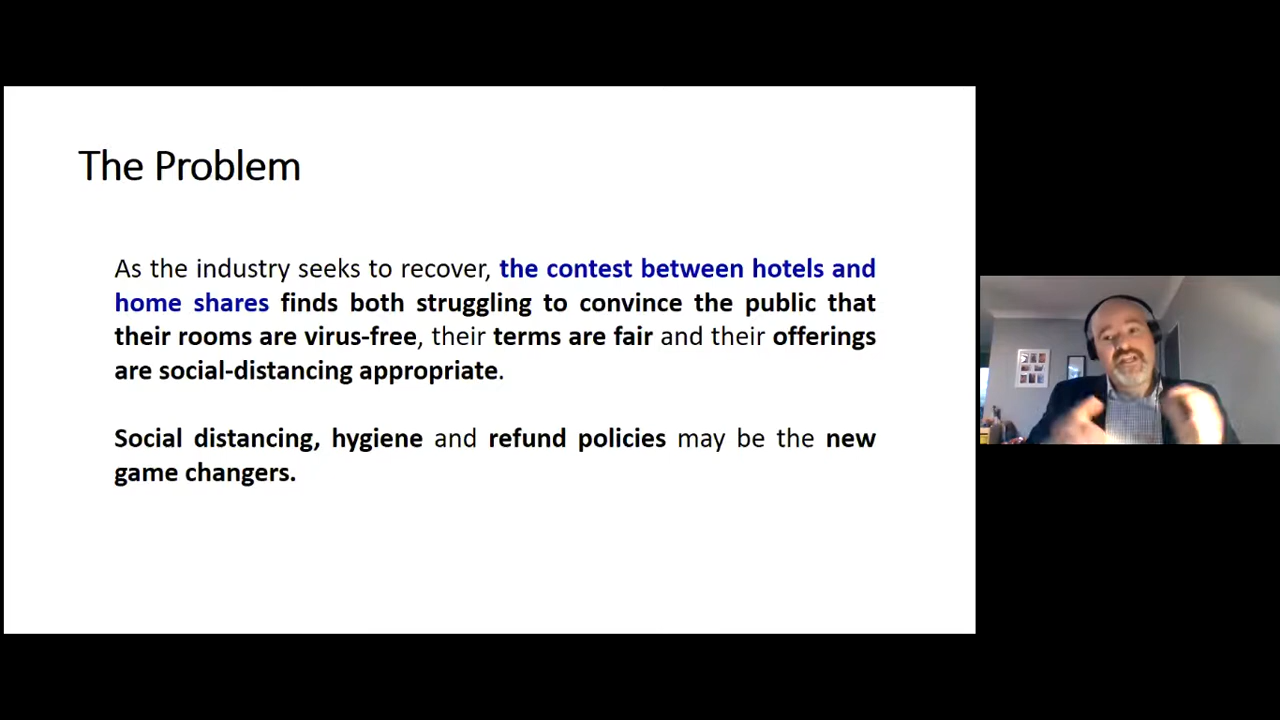 The Problem
As the industry seeks to recover, the contest between hotels and
home shares finds both struggling to convince the public that
their rooms are virus-free, their terms are fair and their offerings
are social-distancing appropriate.
Social distancing, hygiene and refund policies may be the new
game changers.